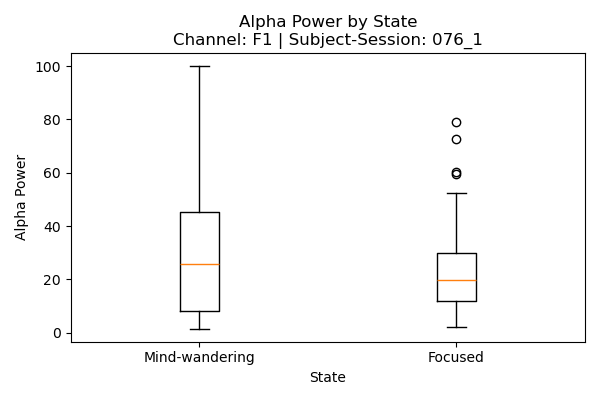 Alpha Power by State
Channel: F1 | Subject-Session: 076_1
100
80
60
40
20
0
Alpha Power
Mind-wandering
Focused
State